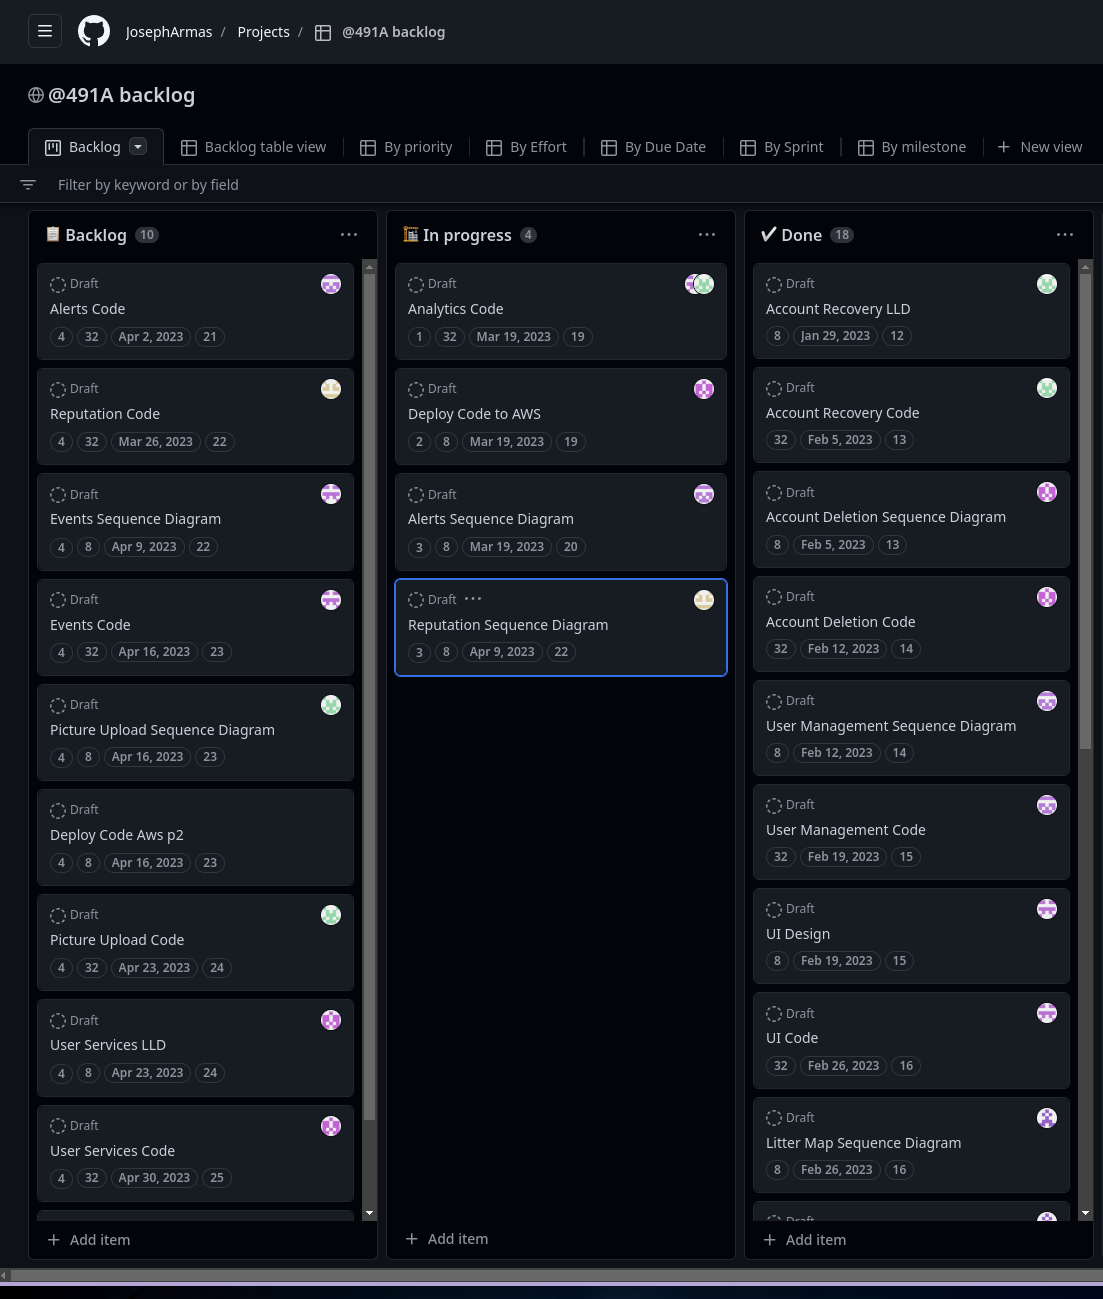 JosephArmas / Projects / @491A backlog
@491A backlog
Backlog Backlog table view By priority By Effort By Due Date By Sprint By milestone New view
Filter by keyword or by field
Backlog 10
Draft
Alerts Code
4 32 Apr 2, 2023 21
Draft
Reputation Code
4 32 Mar 26, 2023 22
Draft
Events Sequence Diagram
4 8 Apr 9, 2023 22
Draft
Events Code
4 32 Apr 16, 2023 23
Draft
Picture Upload Sequence Diagram
4 8 Apr 16, 2023 23
Draft
Deploy Code Aws p2
4 8 Apr 16, 2023 23
Draft
Picture Upload Code
4 32 Apr 23, 2023 24
Draft
User Services LLD
4 8 Apr 23, 2023 24
Draft
User Services Code
4 32 Apr 30, 2023 25
Add item
In progress 4
Draft
Analytics Code
1 32 Mar 19, 2023 19
Draft
Deploy Code to AWS
2 8 Mar 19, 2023 19
Draft
Alerts Sequence Diagram
3 8 Mar 19, 2023 20
Draft
Reputation Sequence Diagram
3 8 Apr 9, 2023 22
Add item
Done 18
Draft
Account Recovery LLD
8 Jan 29, 2023 12
Draft
Account Recovery Code
32 Feb 5, 2023 13
Draft
Account Deletion Sequence Diagram
8 Feb 5, 2023 13
Draft
Account Deletion Code
32 Feb 12, 2023 14
Draft
User Management Sequence Diagram
8 Feb 12, 2023 14
Draft
User Management Code
32 Feb 19, 2023 15
Draft
UI Design
8 Feb 19, 2023 15
Draft
UI Code
32 Feb 26, 2023 16
Draft
Litter Map Sequence Diagram
8 Feb 26, 2023 16
Draft
Add item